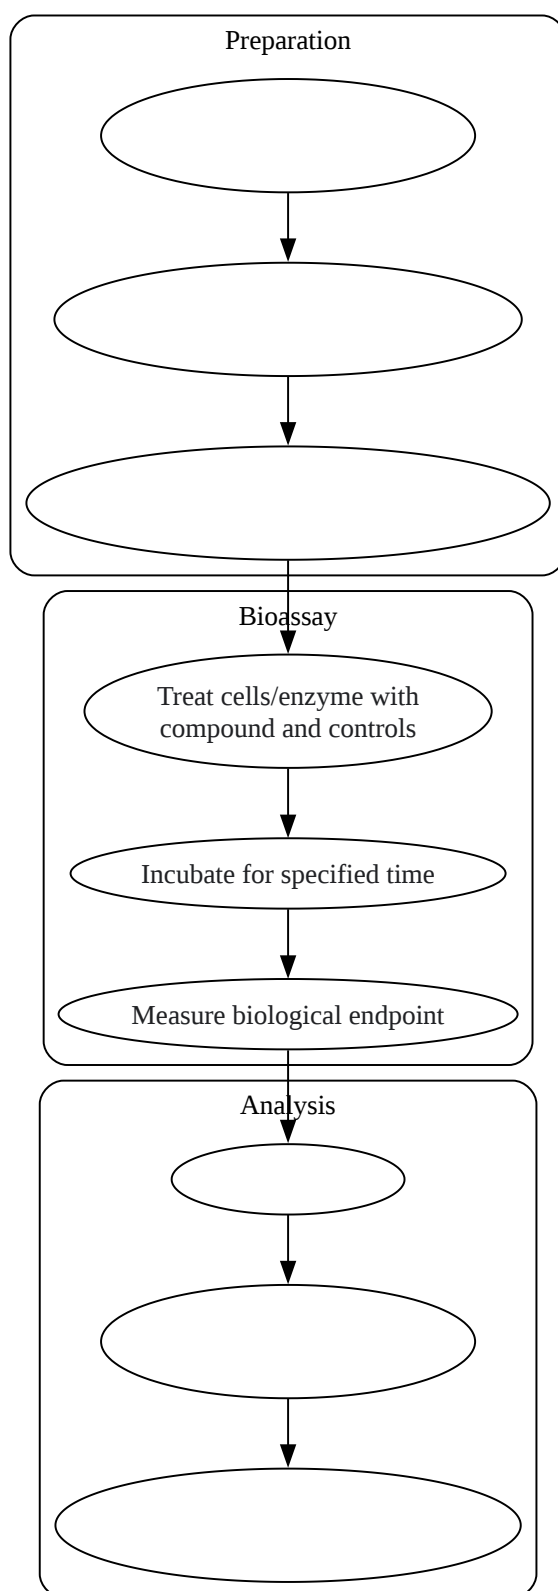 Preparation
Bioassay
Treat cells/enzyme with
compound and controls
Incubate for specified time
Measure biological endpoint
Analysis